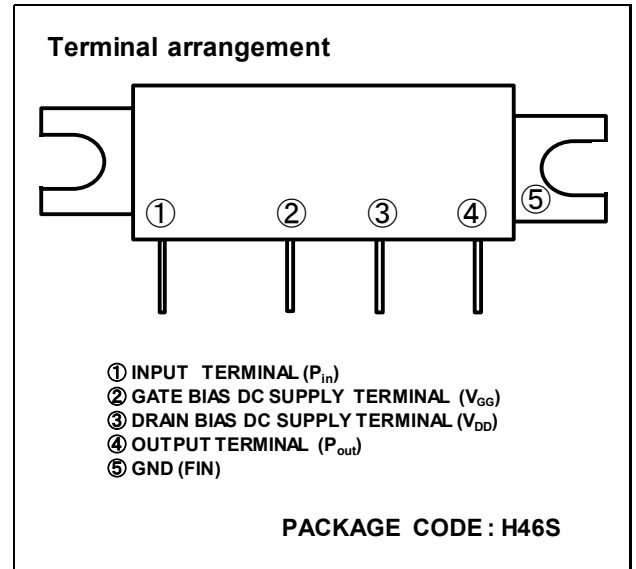 Terminal arrangement
① ② ③ ④ ⑤
① INPUT TERMINAL (Pin)
② GATE BIAS DC SUPPLY TERMINAL (VGG)
③ DRAIN BIAS DC SUPPLY TERMINAL (VDD)
④ OUTPUT TERMINAL (Pout)
⑤ GND (FIN)
PACKAGE CODE : H46S